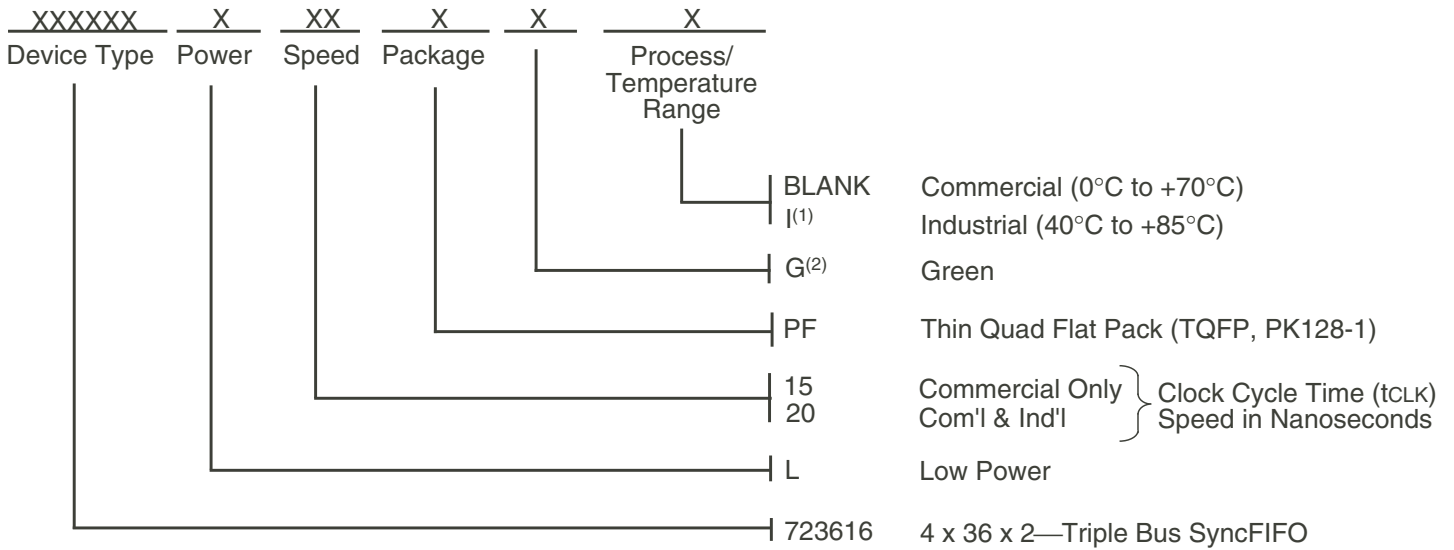 XXXXXX X XX X X X
Device Type Power Speed Package Process/
Temperature
Range
BLANK Commercial (0°C to +70°C)
I(1) Industrial (40°C to +85°C)
G(2) Green
PF Thin Quad Flat Pack (TQFP, PK128-1)
15 Commercial Only Clock Cycle Time (tCLK)
20 Com'l & Ind'l Speed in Nanoseconds
L Low Power
723616 4 x 36 x 2—Triple Bus SyncFIFO